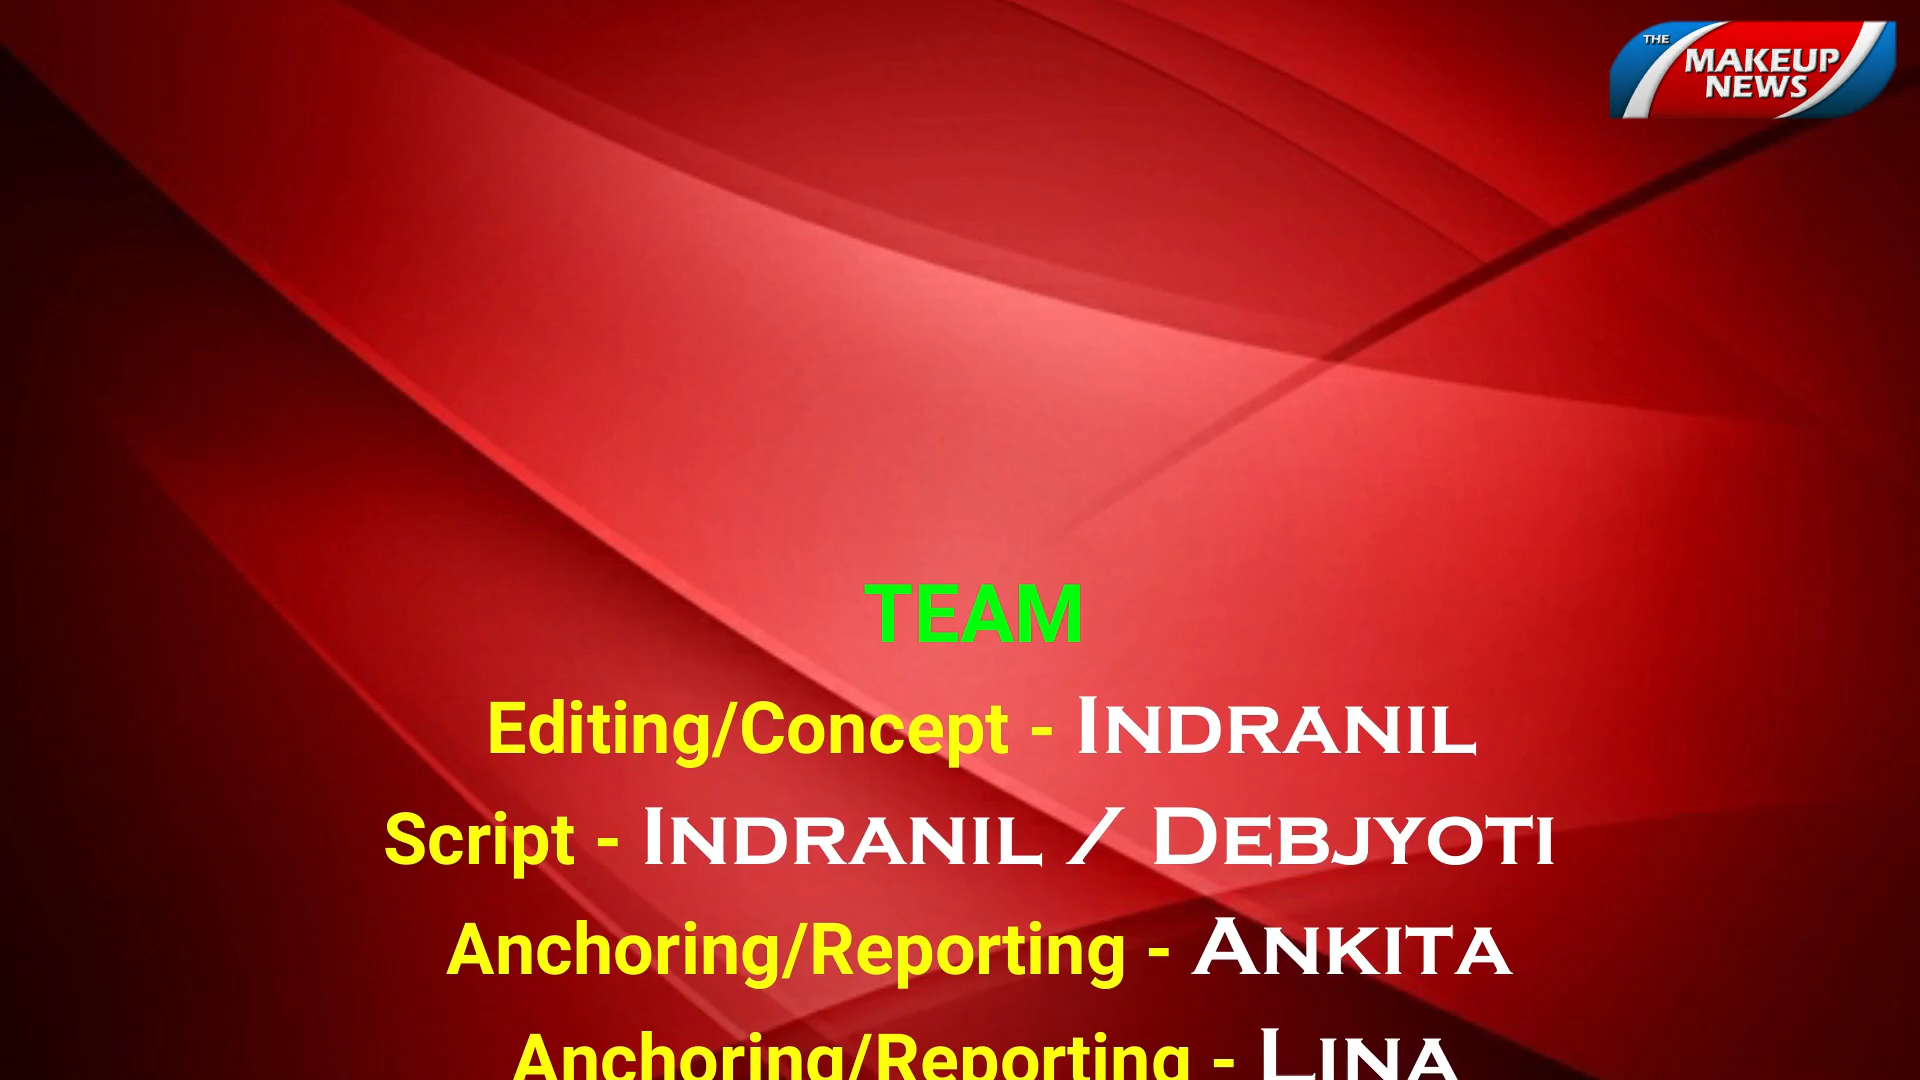 THE
MAKEUP
NEWS
TEAM
Editing/Concept - INDRANIL
Script - INDRANIL / DEBJYOTI
Anchoring/Reporting - ANKITA
Anchoring/Reporting - LINA